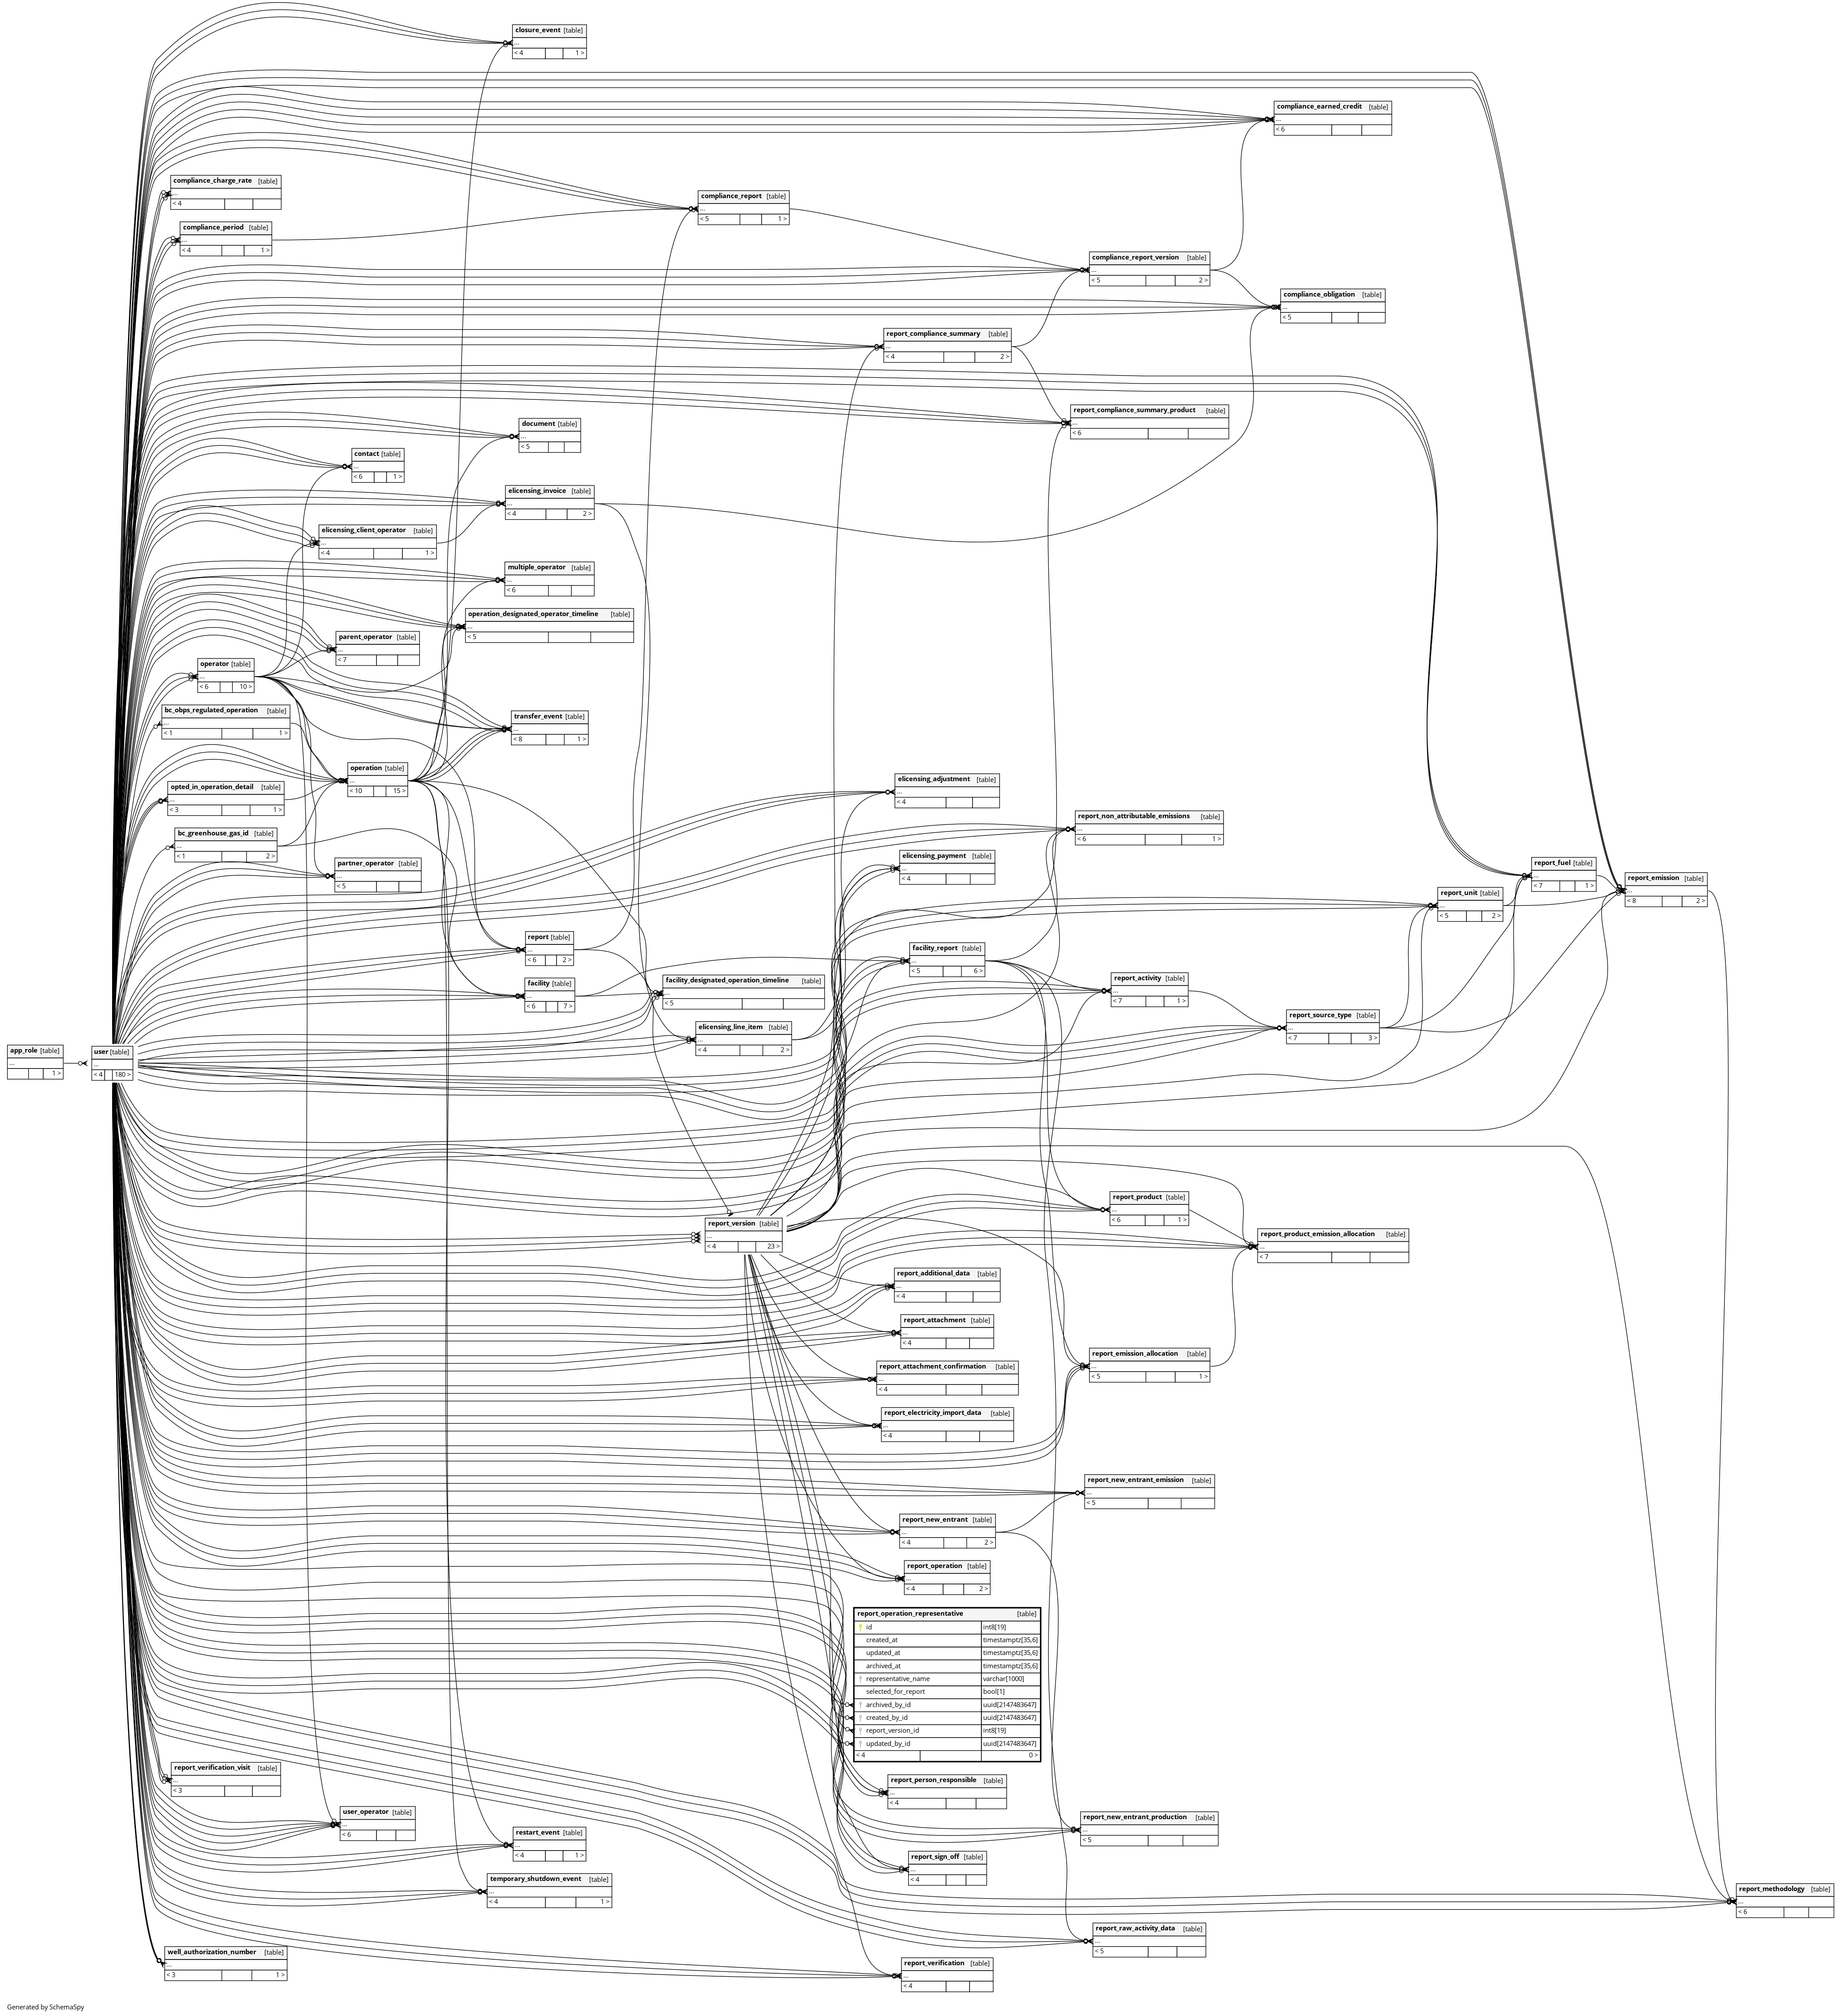 closure_event [table]
...
< 4 1 >
compliance_earned_credit [table]
...
< 6
compliance_charge_rate [table]
...
< 4
compliance_report [table]
...
< 5 1 >
compliance_period [table]
...
< 4 1 >
compliance_report_version [table]
...
< 5 2 >
compliance_obligation [table]
...
< 5
report_compliance_summary [table]
...
< 4 2 >
report_compliance_summary_product [table]
...
< 6
document [table]
...
< 5
contact [table]
...
< 6 1 >
elicensing_invoice [table]
...
< 4 2 >
elicensing_client_operator [table]
...
< 4 1 >
multiple_operator [table]
...
< 6
operation_designated_operator_timeline [table]
...
< 5
parent_operator [table]
...
< 7
operator [table]
...
< 6 10 >
bc_obps_regulated_operation [table]
...
< 1 1 >
transfer_event [table]
...
< 8 1 >
operation [table]
...
< 10 15 >
opted_in_operation_detail [table]
...
< 3 1 >
elicensing_adjustment [table]
...
< 4
report_non_attributable_emissions [table]
...
< 6 1 >
bc_greenhouse_gas_id [table]
...
< 1 2 >
elicensing_payment [table]
...
< 4
partner_operator [table]
...
< 5
report_fuel [table]
...
< 7 1 >
report_emission [table]
...
< 8 2 >
report_unit [table]
...
< 5 2 >
report [table]
...
< 6 2 >
facility_report [table]
...
< 5 6 >
facility [table]
...
< 6 7 >
facility_designated_operation_timeline [table]
...
< 5
report_activity [table]
...
< 7 1 >
report_source_type [table]
...
< 7 3 >
elicensing_line_item [table]
...
< 4 2 >
app_role [table]
...
1 >
user [table]
...
< 4 180 >
report_product [table]
...
< 6 1 >
report_version [table]
...
< 4 23 >
report_product_emission_allocation [table]
...
< 7
report_additional_data [table]
...
< 4
report_attachment [table]
...
< 4
report_emission_allocation [table]
...
< 5 1 >
report_attachment_confirmation [table]
...
< 4
report_electricity_import_data [table]
...
< 4
report_new_entrant_emission [table]
...
< 5
report_new_entrant [table]
...
< 4 2 >
report_operation [table]
...
< 4 2 >
report_operation_representative [table]
id int8[19]
created_at timestamptz[35,6]
updated_at timestamptz[35,6]
archived_at timestamptz[35,6]
representative_name varchar[1000]
selected_for_report bool[1]
archived_by_id uuid[2147483647]
created_by_id uuid[2147483647]
report_version_id int8[19]
updated_by_id uuid[2147483647]
< 4 0 >
report_verification_visit [table]
...
< 3
report_person_responsible [table]
...
< 4
user_operator [table]
...
< 6
report_new_entrant_production [table]
...
< 5
restart_event [table]
...
< 4 1 >
report_sign_off [table]
...
< 4
temporary_shutdown_event [table]
...
< 4 1 >
report_methodology [table]
...
< 6
report_raw_activity_data [table]
...
< 5
well_authorization_number [table]
...
< 3 1 >
report_verification [table]
...
< 4
Generated by SchemaSpy